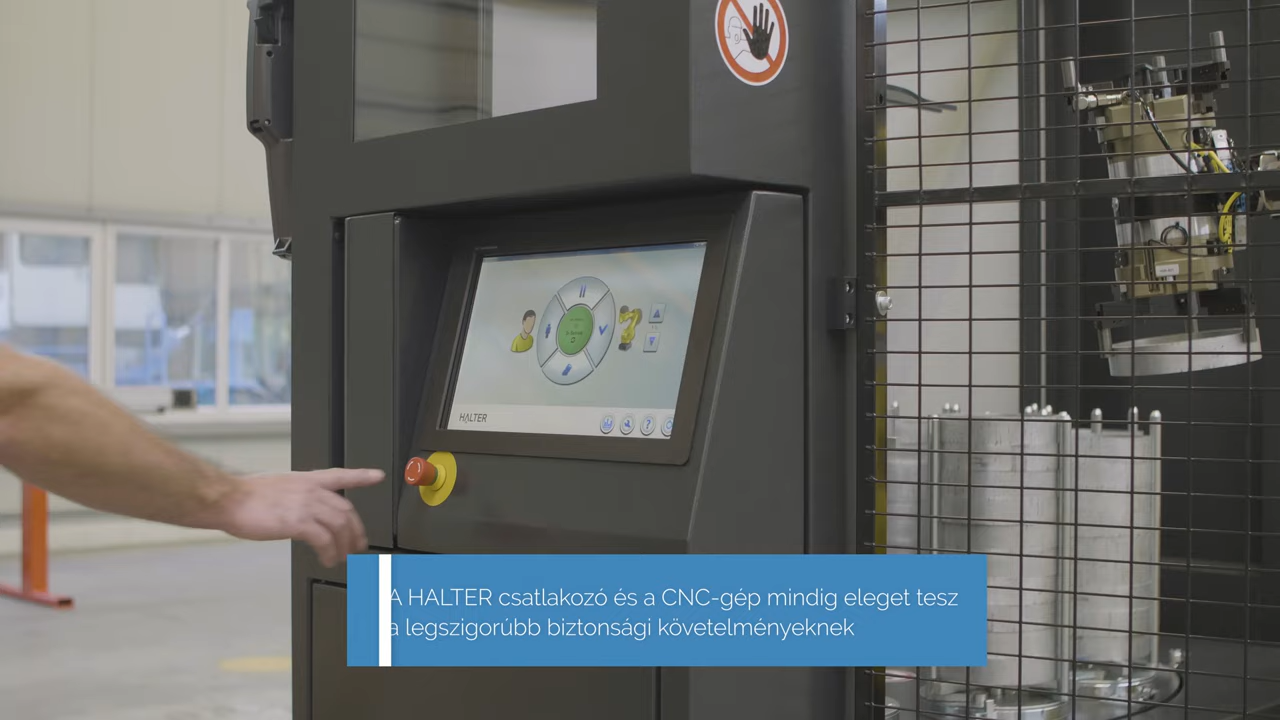 HALTER
A HALTER csatlakozó és a CNC-gép mindig eleget tesz
a legszigorúbb biztonsági követelményeknek